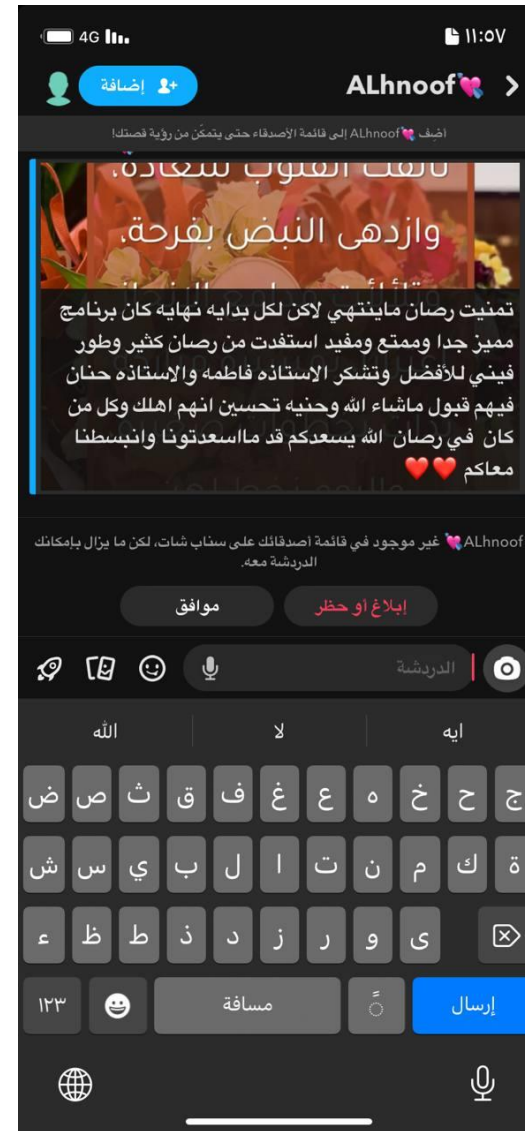 4G ١١:٥٧
ALhnoof💘
إضافة
أضِف ALhnoof💘 إلى قائمة الأصدقاء حتى يتمكّن من رؤية قصتك!
وازدهى النبض بفرحة،
تمنيت رصان ماينتهي لاكن لكل بدايه نهايه كان برنامج
مميز جدا وممتع ومفيد استفدت من رصان كثير وطور
فيني للأفضل وتشكر الاستاذه فاطمه والاستاذه حنان
فيهم قبول ماشاء الله وحنيه تحسين انهم اهلك وكل من
كان في رصان الله يسعدكم قد مااسعدتونا وانبسطنا
معاكم ❤️❤️
ALhnoof💘 غير موجود في قائمة أصدقائك على سناب شات، لكن ما يزال بإمكانك
الدردشة معه.
إبلاغ أو حظر موافق
الدردشة
ايه لا الله
ج ح خ ه ع غ ف ق ث ص ض
ة ك م ن ت ا ل ب ي س ش
ى و ر ز د ذ ط ظ ء
إرسال مسافة ١٢٣